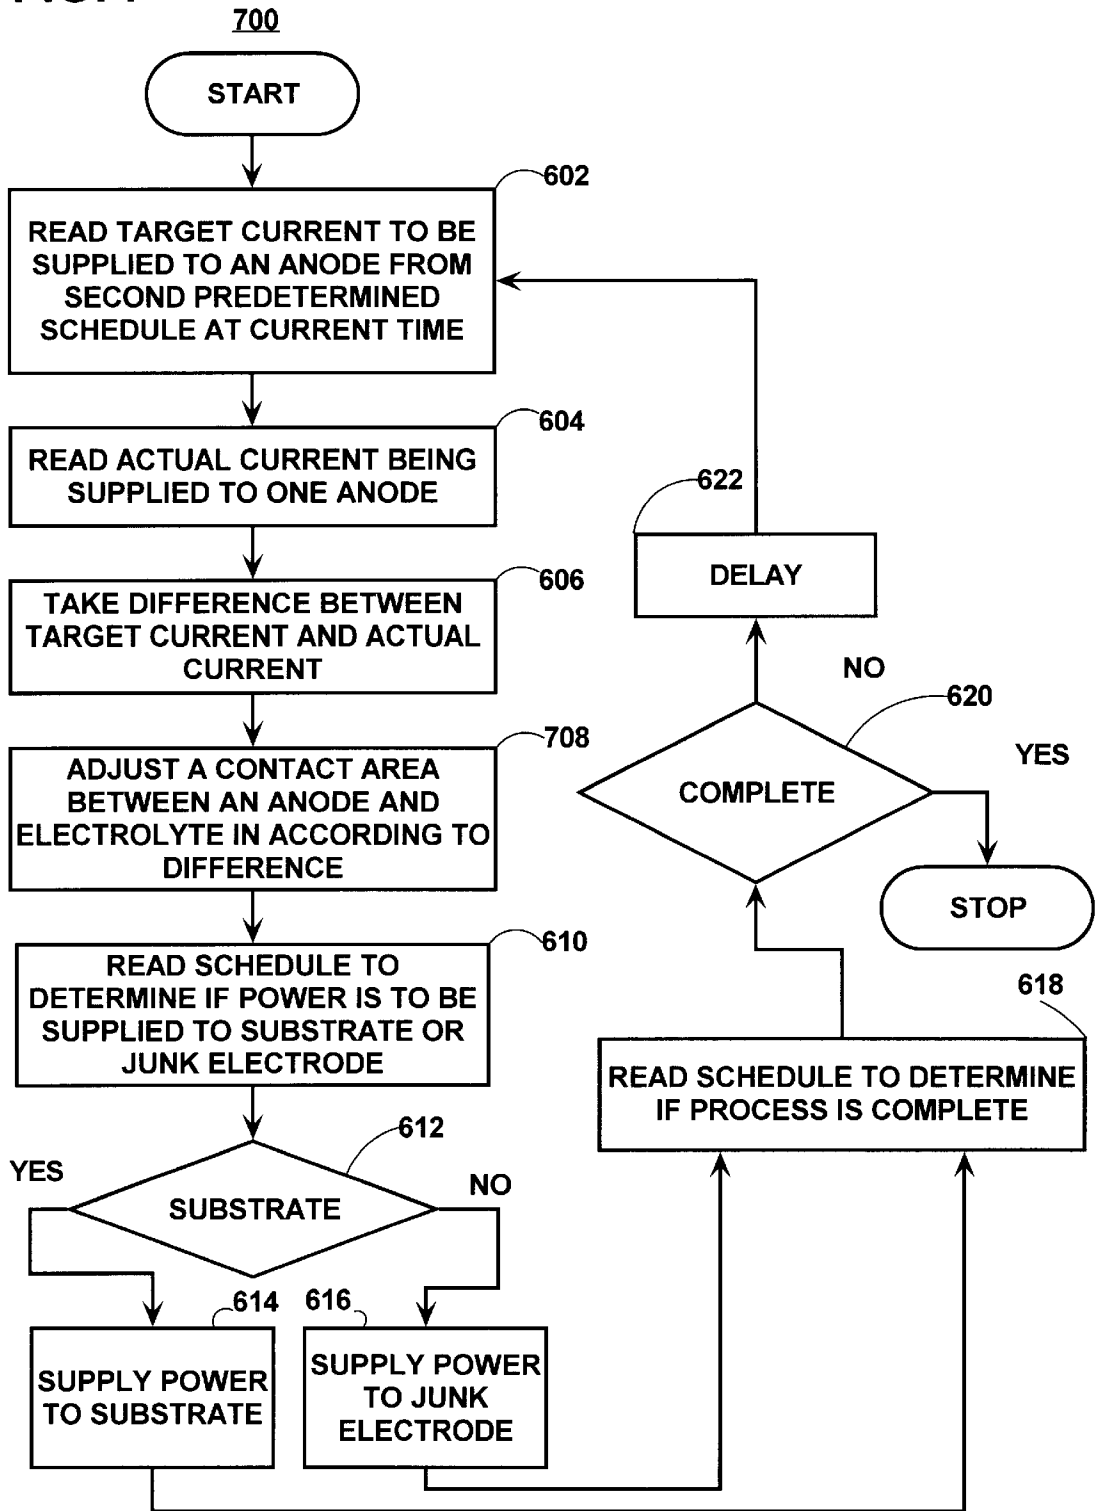 700
START
602
READ TARGET CURRENT TO BE
SUPPLIED TO AN ANODE FROM
SECOND PREDETERMINED
SCHEDULE AT CURRENT TIME
604
READ ACTUAL CURRENT BEING
SUPPLIED TO ONE ANODE
606
TAKE DIFFERENCE BETWEEN
TARGET CURRENT AND ACTUAL
CURRENT
708
ADJUST A CONTACT AREA
BETWEEN AN ANODE AND
ELECTROLYTE IN ACCORDING TO
DIFFERENCE
610
READ SCHEDULE TO
DETERMINE IF POWER IS TO BE
SUPPLIED TO SUBSTRATE OR
JUNK ELECTRODE
612
YES
SUBSTRATE
NO
614
SUPPLY POWER
TO SUBSTRATE
616
SUPPLY POWER
TO JUNK
ELECTRODE
618
READ SCHEDULE TO DETERMINE
IF PROCESS IS COMPLETE
620
COMPLETE
NO
YES
STOP
622
DELAY